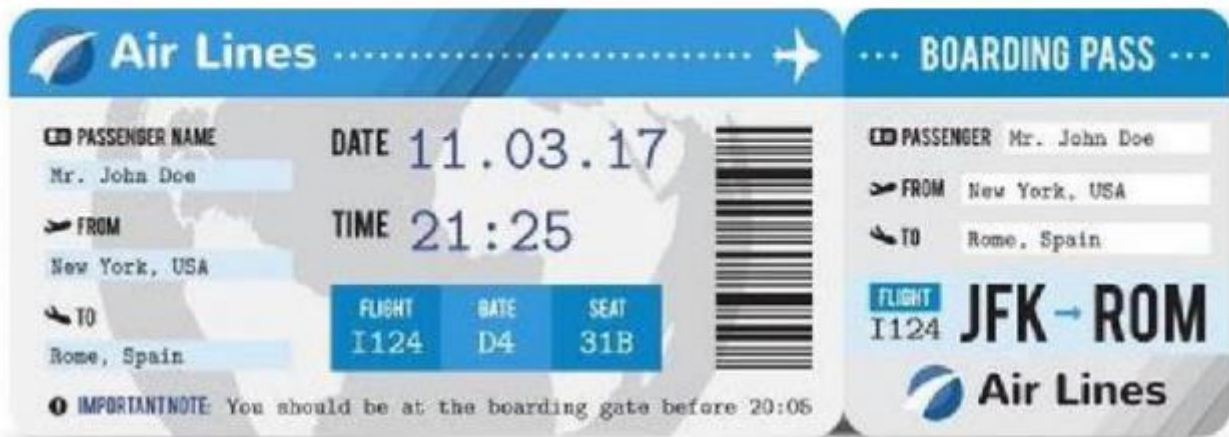 Air Lines
PASSENGER NAME
Mr. John Doe
FROM
New York, USA
TO
Rome, Spain
DATE 11.03.17
TIME 21:25
FLIGHT GATE SEAT
I124 D4 31B
IMPORTANT NOTE: You should be at the boarding gate before 20:05
BOARDING PASS
PASSENGER Mr. John Doe
FROM New York, USA
TO Rome, Spain
FLIGHT
I124
JFK → ROM
Air Lines